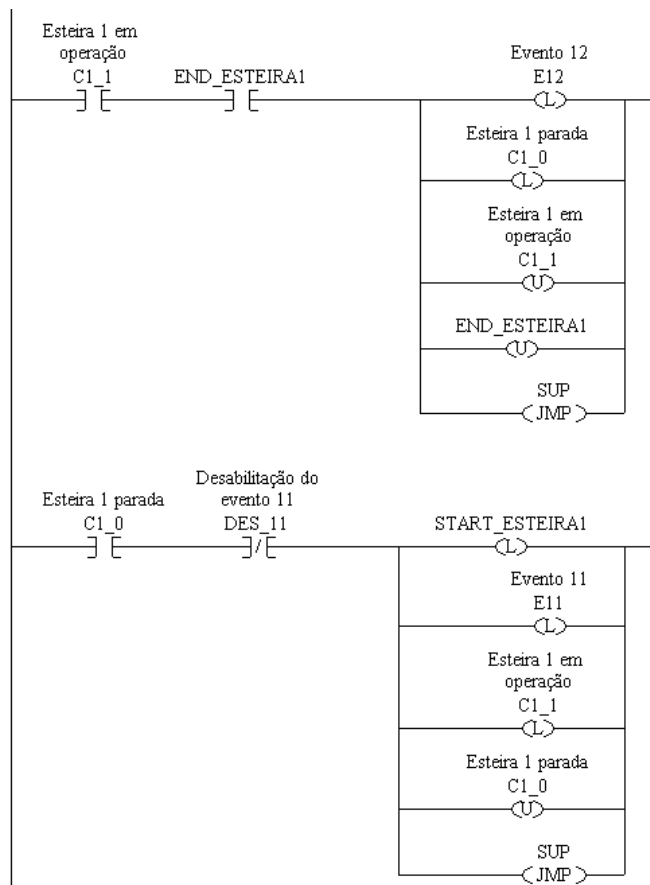 Esteira 1 em
operação
C1_1
END_ESTEIRA1
Evento 12
E12
L
Esteira 1 parada
C1_0
L
Esteira 1 em
operação
C1_1
U
END_ESTEIRA1
U
SUP
JMP
Esteira 1 parada
C1_0
Desabilitação do
evento 11
DES_11
START_ESTEIRA1
L
Evento 11
E11
L
Esteira 1 em
operação
C1_1
L
Esteira 1 parada
C1_0
U
SUP
JMP